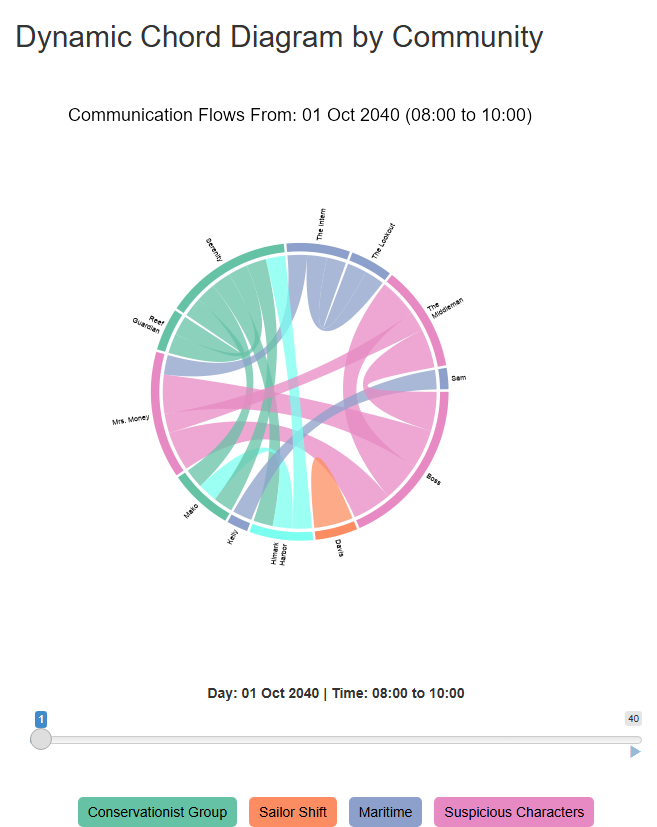 Dynamic Chord Diagram by Community
Communication Flows From: 01 Oct 2040 (08:00 to 10:00)
The Intern
The Lookout
Serenity
The
Middleman
Reef
Guardian
Sam
Mrs. Money
Boss
Mako
Kelly
Himark
Harbor
Davis
Day: 01 Oct 2040 | Time: 08:00 to 10:00
1
40
Conservationist Group
Sailor Shift
Maritime
Suspicious Characters